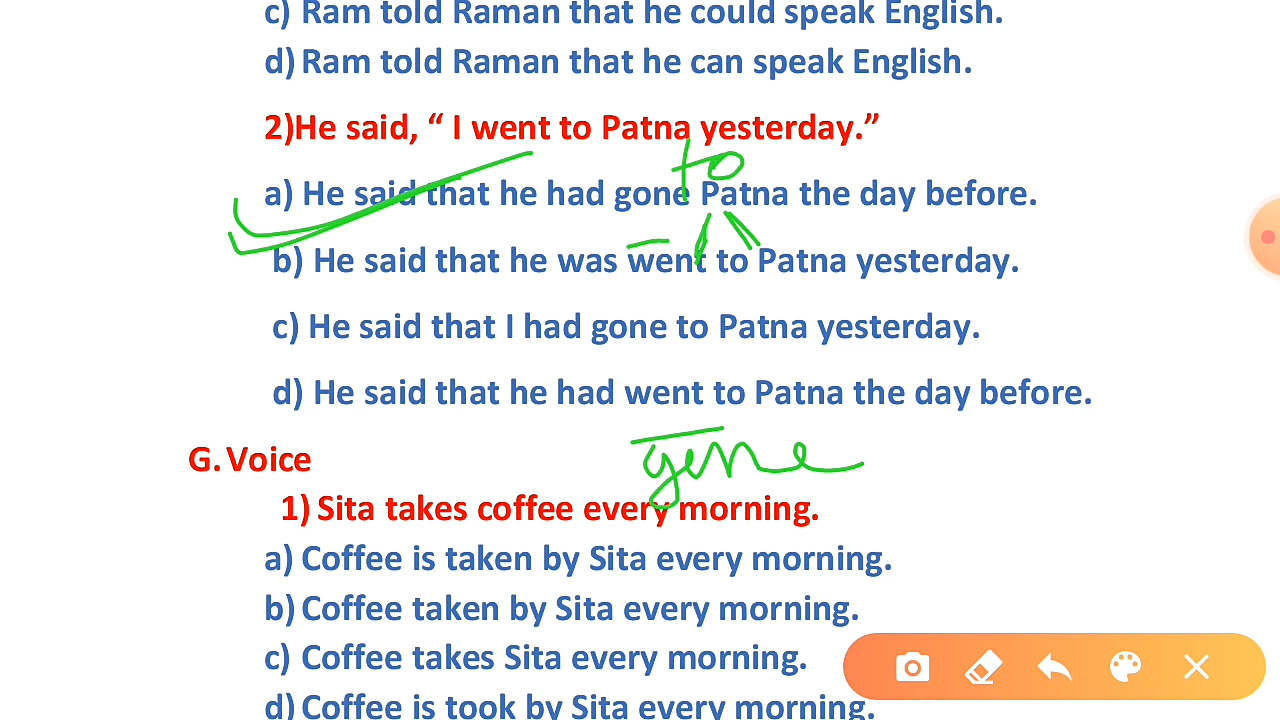 c) Ram told Raman that he could speak English.
d) Ram told Raman that he can speak English.
2)He said, “ I went to Patna yesterday.”
to
a) He said that he had gone Patna the day before.
b) He said that he was went to Patna yesterday.
c) He said that I had gone to Patna yesterday.
d) He said that he had went to Patna the day before.
gone
G. Voice
1) Sita takes coffee every morning.
a) Coffee is taken by Sita every morning.
b) Coffee taken by Sita every morning.
c) Coffee takes Sita every morning.
d) Coffee is took by Sita every morning.